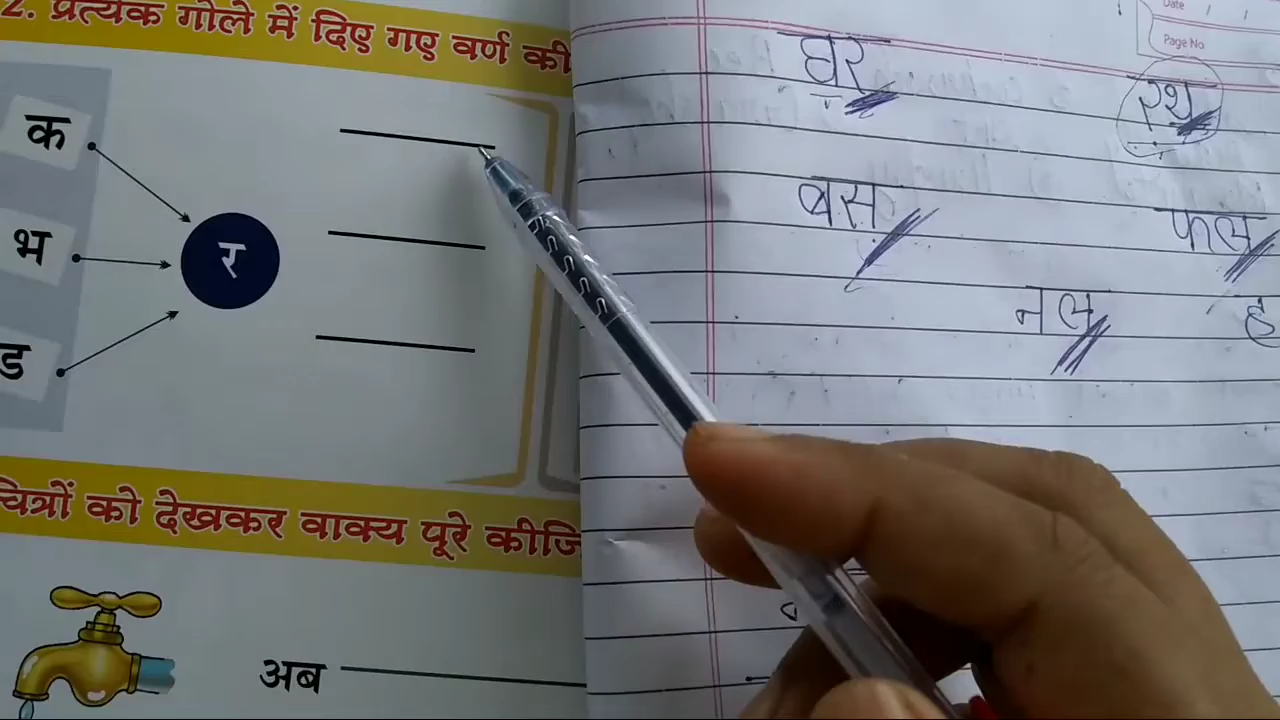 2. प्रत्येक गोले में दिए गए वर्ण की
क
भ
ड
र
चित्रों को देखकर वाक्य पूरे कीजि
अब
Date / /
Page No
घर
रथ
बस
फल
नल